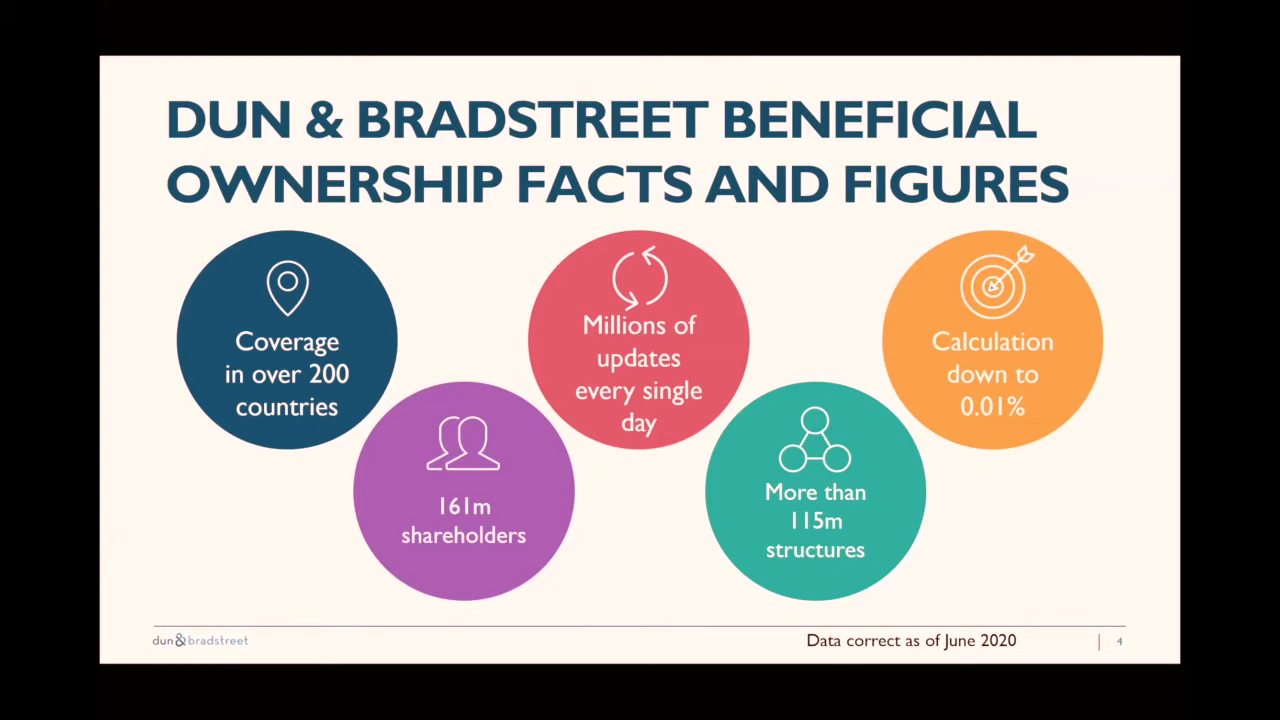 DUN & BRADSTREET BENEFICIAL
OWNERSHIP FACTS AND FIGURES
Coverage
in over 200
countries
161m
shareholders
Millions of
updates
every single
day
More than
115m
structures
Calculation
down to
0.01%
dun&bradstreet
Data correct as of June 2020
4